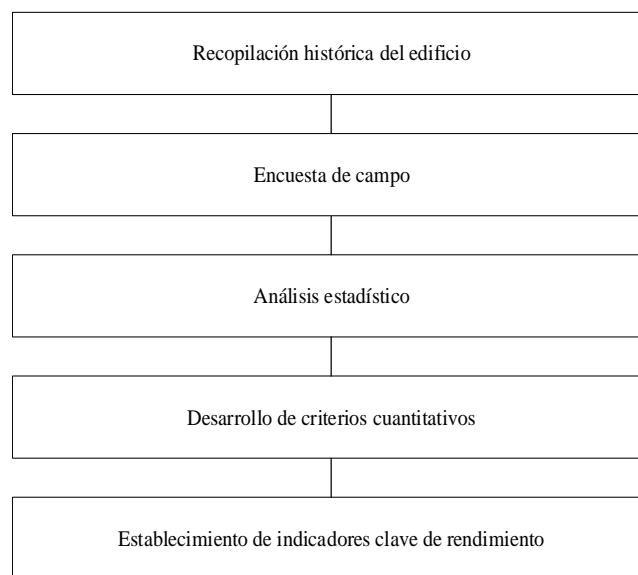 Recopilación histórica del edificio
Encuesta de campo
Análisis estadístico
Desarrollo de criterios cuantitativos
Establecimiento de indicadores clave de rendimiento